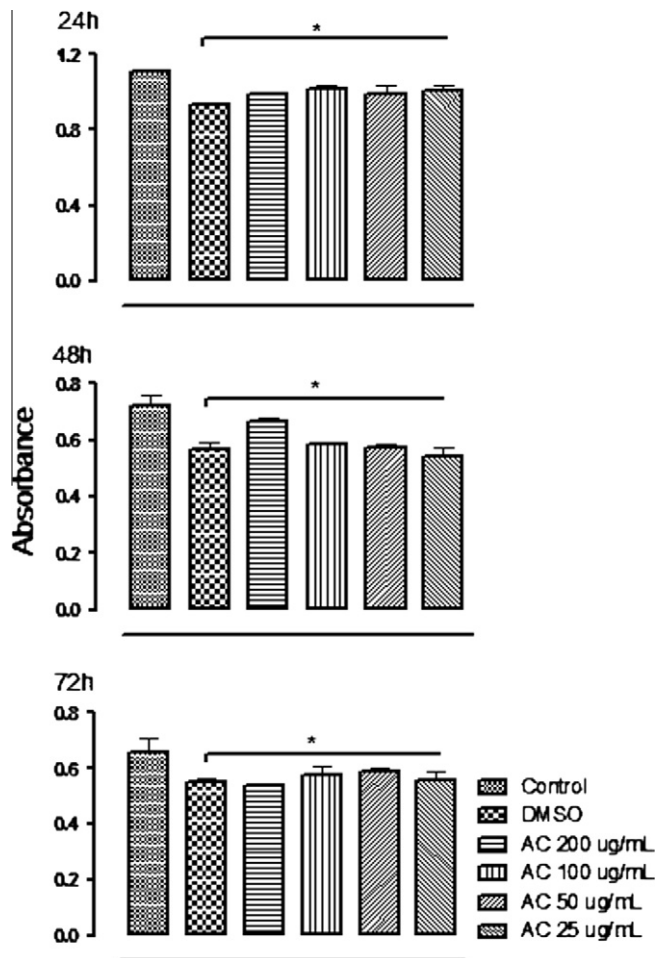 24h
*
1.2
0.8
0.4
0.0
48h
*
0.8
0.6
0.4
0.2
0.0
Absorbance
72h
*
0.8
0.6
0.4
0.2
0.0
Control
DMSO
AC 200 ug/mL
AC 100 ug/mL
AC 50 ug/mL
AC 25 ug/mL